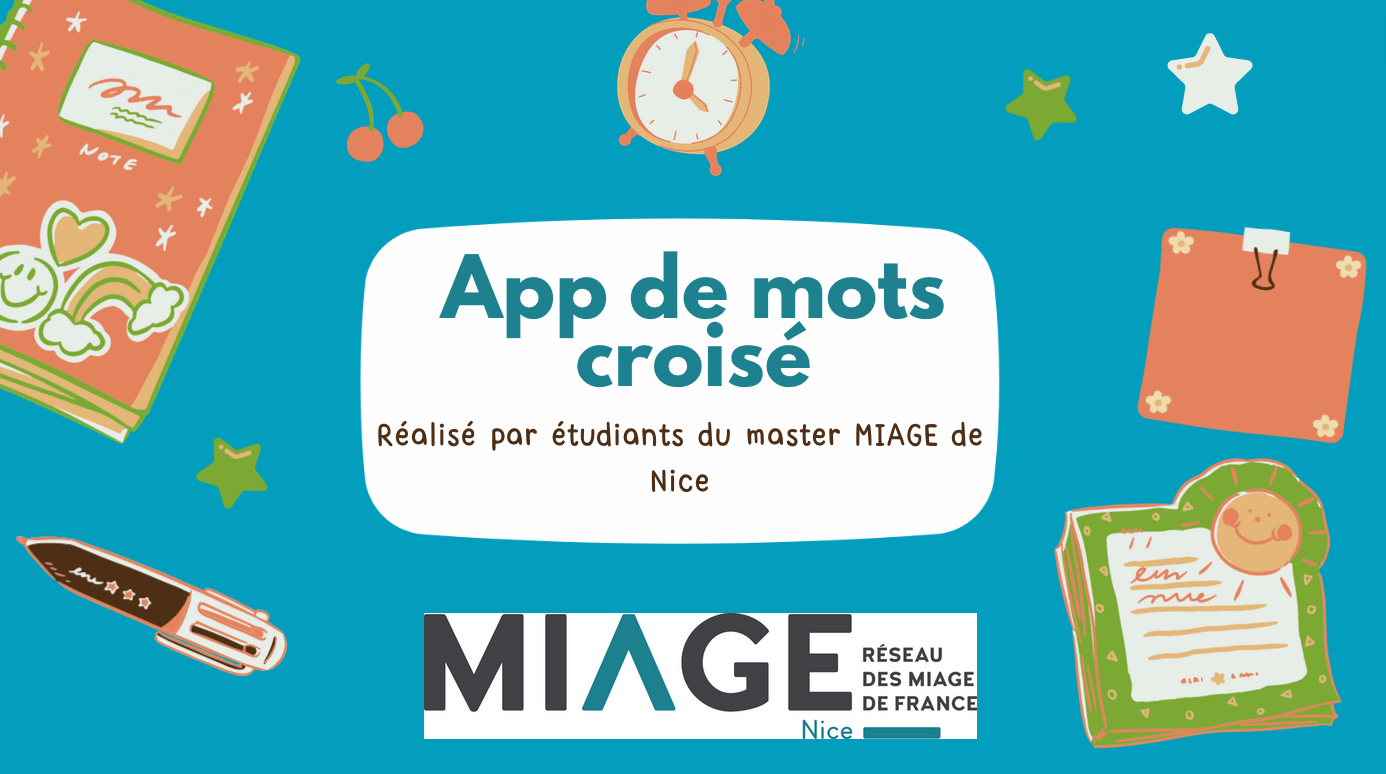 NOTE
App de mots
croisé
Réalisé par étudiants du master MIAGE de
Nice
MIAGE
RÉSEAU
DES MIAGE
DE FRANCE
Nice